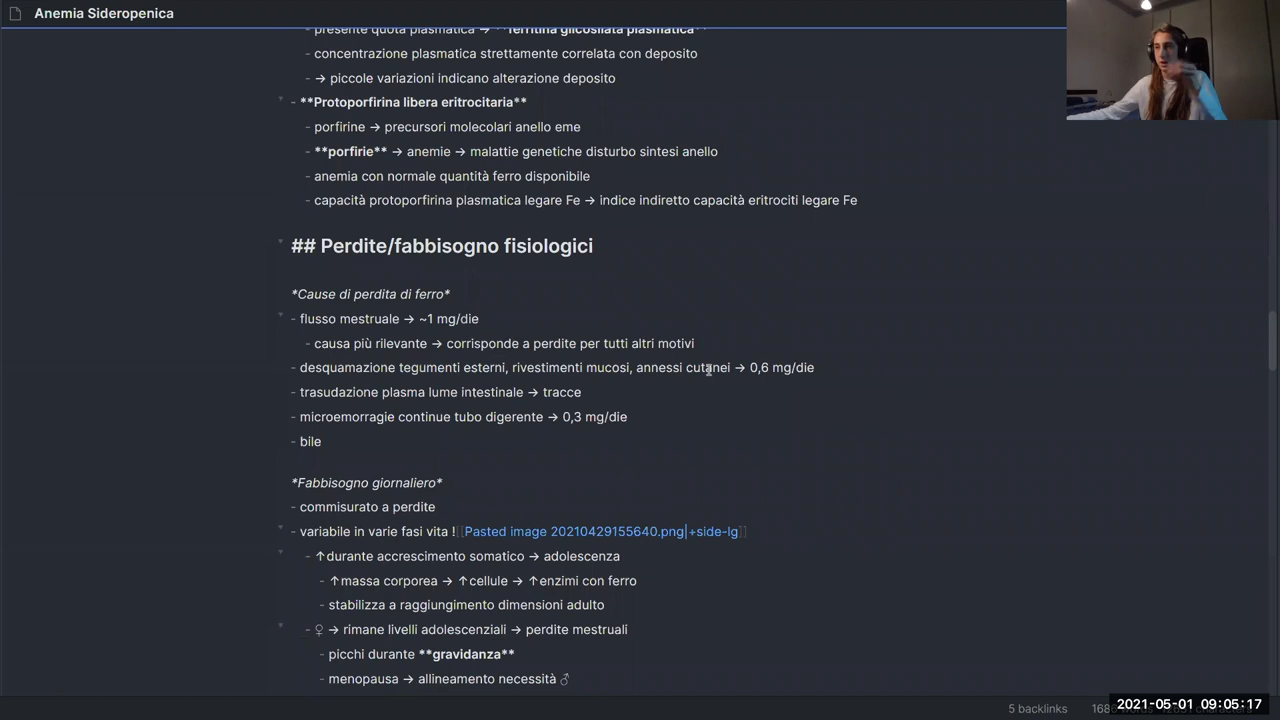 Anemia Sideropenica
- presente quota plasmatica → **ferritina glicosilata plasmatica**
- concentrazione plasmatica strettamente correlata con deposito
- → piccole variazioni indicano alterazione deposito
- **Protoporfirina libera eritrocitaria**
- porfirine → precursori molecolari anello eme
- **porfirie** → anemie → malattie genetiche disturbo sintesi anello
- anemia con normale quantità ferro disponibile
- capacità protoporfirina plasmatica legare Fe → indice indiretto capacità eritrociti legare Fe
## Perdite/fabbisogno fisiologici
*Cause di perdita di ferro*
- flusso mestruale → ~1 mg/die
- causa più rilevante → corrisponde a perdite per tutti altri motivi
- desquamazione tegumenti esterni, rivestimenti mucosi, annessi cutanei → 0,6 mg/die
- trasudazione plasma lume intestinale → tracce
- microemorragie continue tubo digerente → 0,3 mg/die
- bile
*Fabbisogno giornaliero*
- commisurato a perdite
- variabile in varie fasi vita ![[Pasted image 20210429155640.png|+side-lg]]
- ↑durante accrescimento somatico → adolescenza
- ↑massa corporea → ↑cellule → ↑enzimi con ferro
- stabilizza a raggiungimento dimensioni adulto
- ♀ → rimane livelli adolescenziali → perdite mestruali
- picchi durante **gravidanza**
- menopausa → allineamento necessità ♂
5 backlinks
2021-05-01 09:05:17